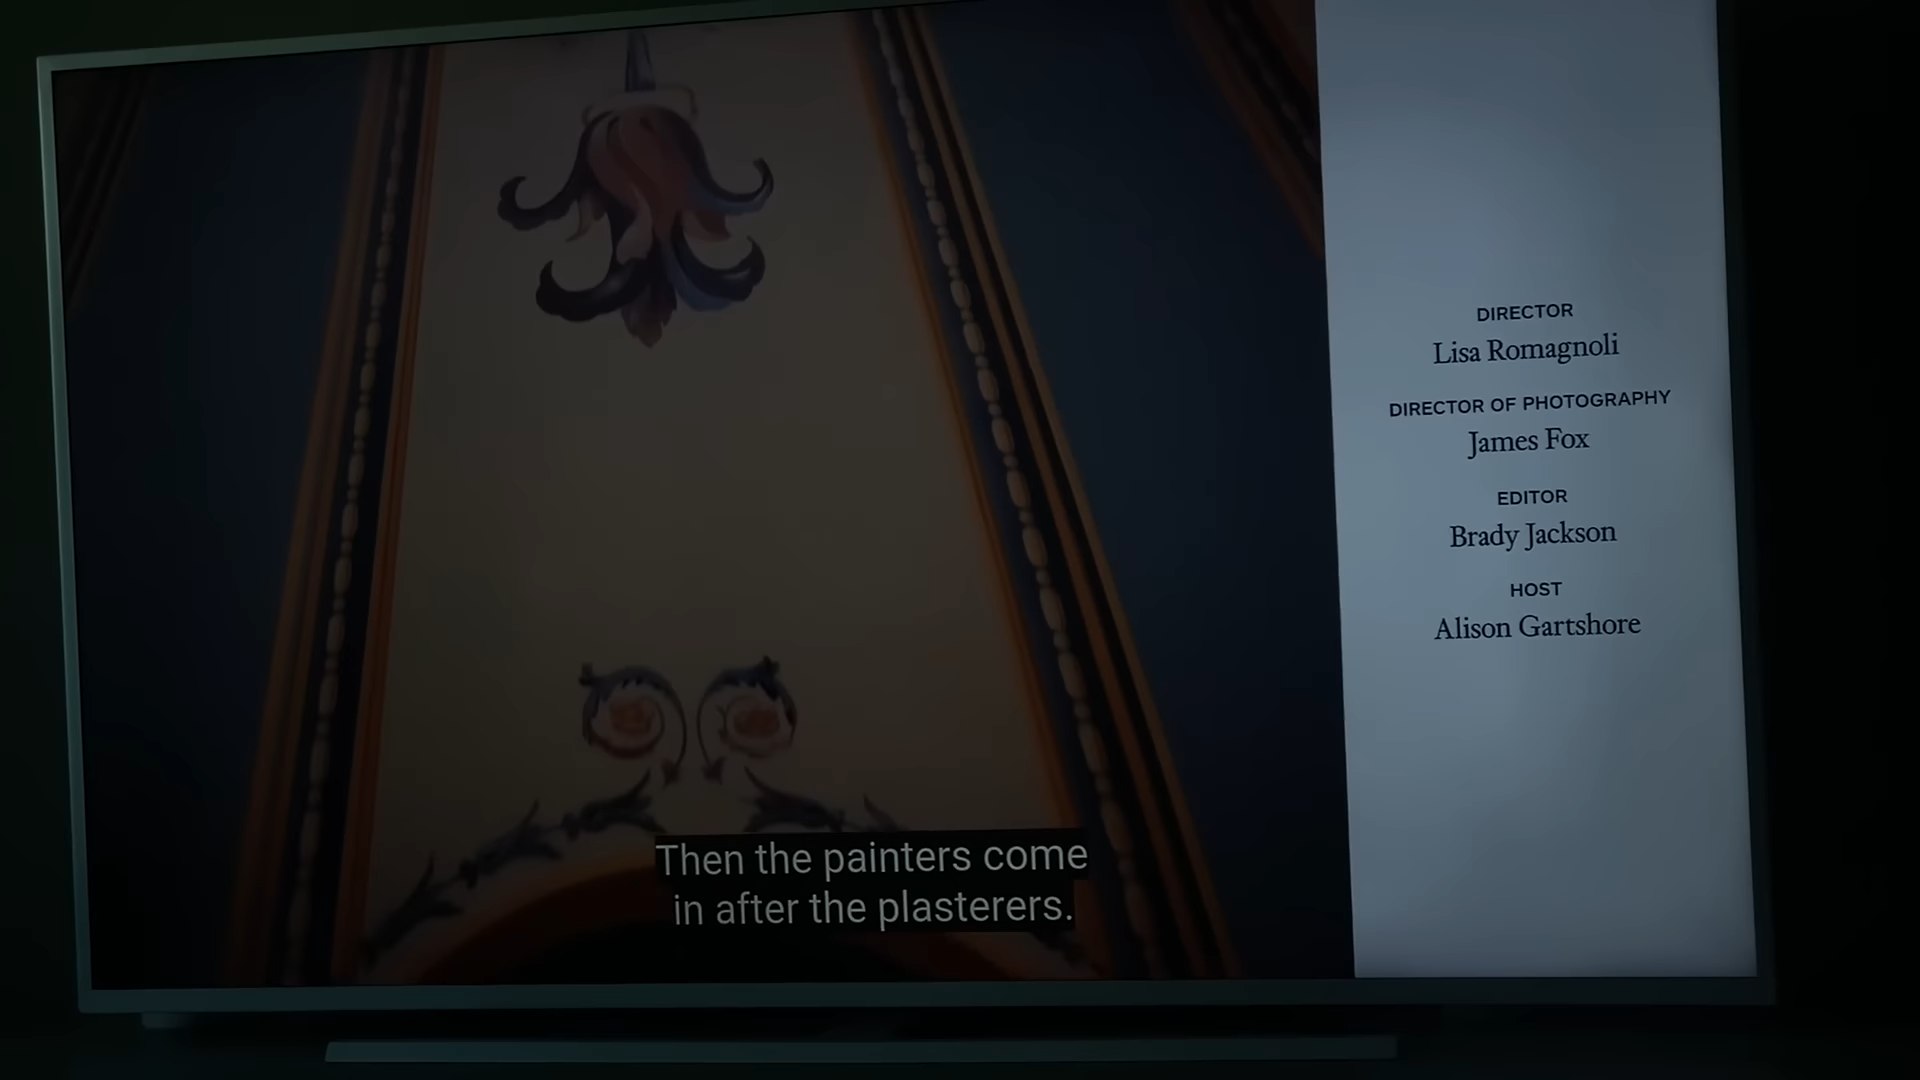 DIRECTOR
Lisa Romagnoli
DIRECTOR OF PHOTOGRAPHY
James Fox
EDITOR
Brady Jackson
HOST
Alison Gartshore
Then the painters come
in after the plasterers.